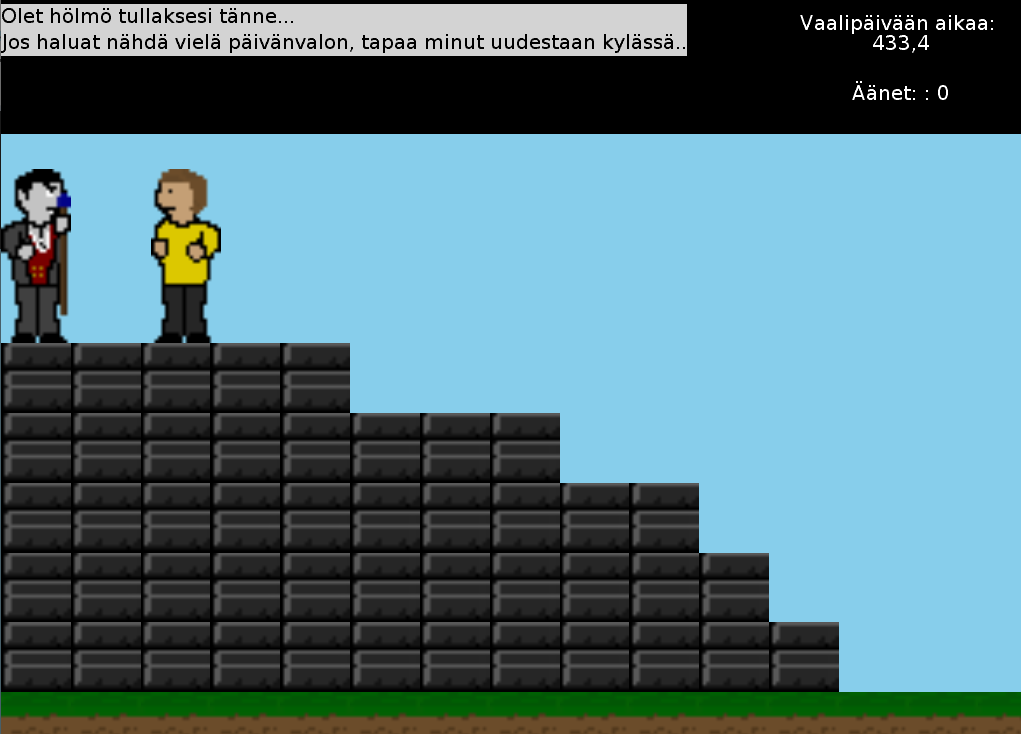 Olet hölmö tullaksesi tänne...
Jos haluat nähdä vielä päivänvalon, tapaa minut uudestaan kylässä..
Vaalipäivään aikaa:
433,4
Äänet: : 0